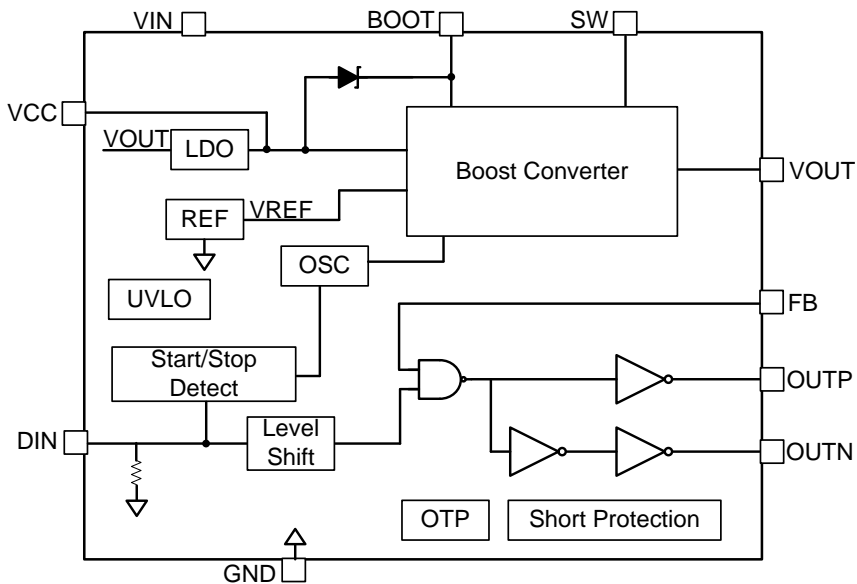 VIN
BOOT
SW
VCC
VOUT
LDO
Boost Converter
VOUT
REF
VREF
OSC
UVLO
FB
Start/Stop
Detect
OUTP
DIN
Level
Shift
OUTN
OTP
Short Protection
GND